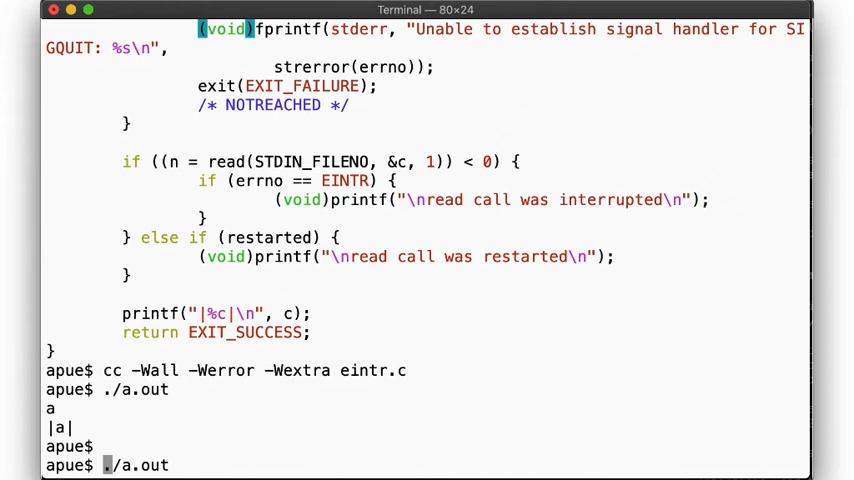 Terminal — 80×24
(void)fprintf(stderr, "Unable to establish signal handler for SI
GQUIT: %s\n",
strerror(errno));
exit(EXIT_FAILURE);
/* NOTREACHED */
}
if ((n = read(STDIN_FILENO, &c, 1)) < 0) {
if (errno == EINTR) {
(void)printf("\nread call was interrupted\n");
}
} else if (restarted) {
(void)printf("\nread call was restarted\n");
}
printf("|%c|\n", c);
return EXIT_SUCCESS;
}
apue$ cc -Wall -Werror -Wextra eintr.c
apue$ ./a.out
a
|a|
apue$
apue$ ./a.out